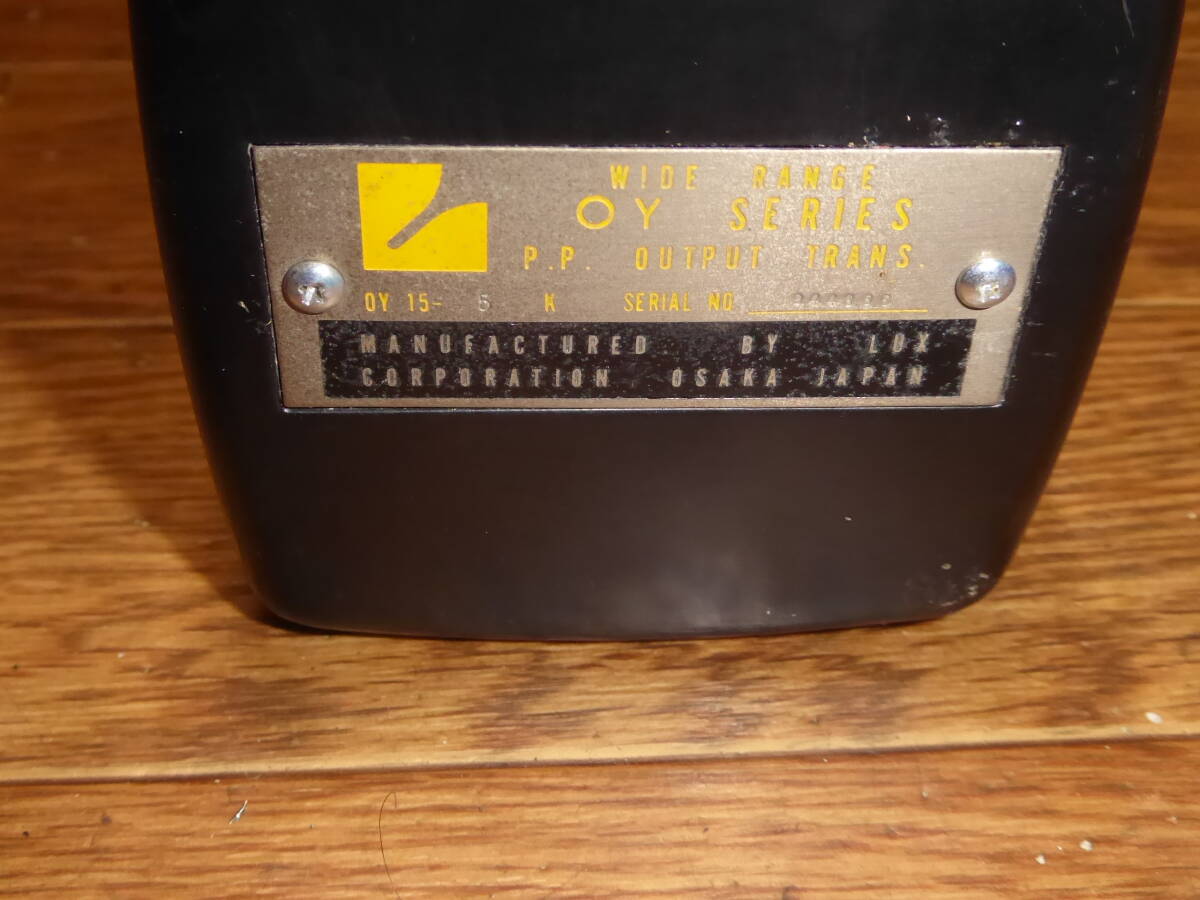 WIDE RANGE
OY SERIES
P.P. OUTPUT TRANS.
OY 15- 5 K SERIAL NO
MANUFACTURED BY LUX
CORPORATION OSAKA JAPAN